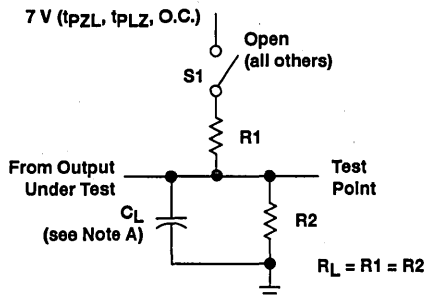 7 V (tPZL, tPLZ, O.C.)
Open
(all others)
S1
R1
From Output
Under Test
Test
Point
CL
(see Note A)
R2
RL = R1 = R2